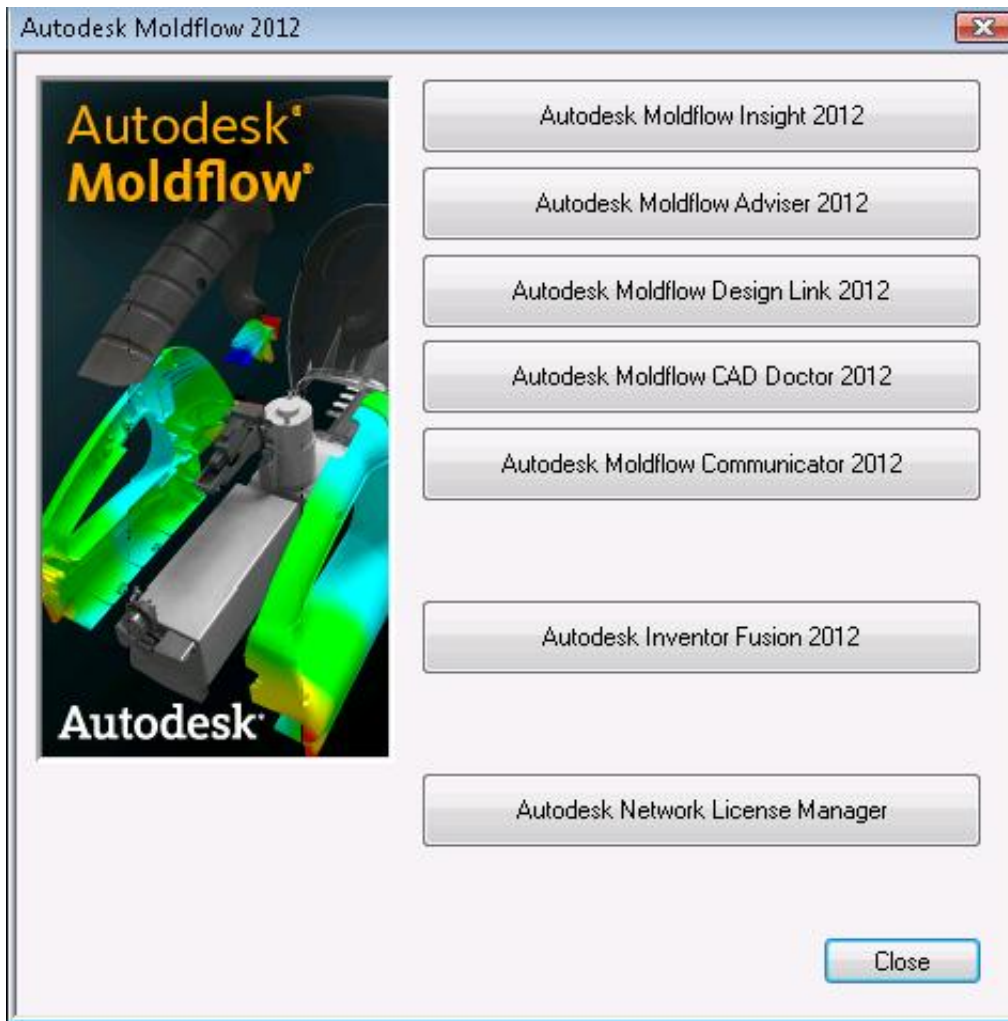 Autodesk Moldflow 2012
Autodesk®
Moldflow®
Autodesk®
Autodesk Moldflow Insight 2012
Autodesk Moldflow Adviser 2012
Autodesk Moldflow Design Link 2012
Autodesk Moldflow CAD Doctor 2012
Autodesk Moldflow Communicator 2012
Autodesk Inventor Fusion 2012
Autodesk Network License Manager
Close